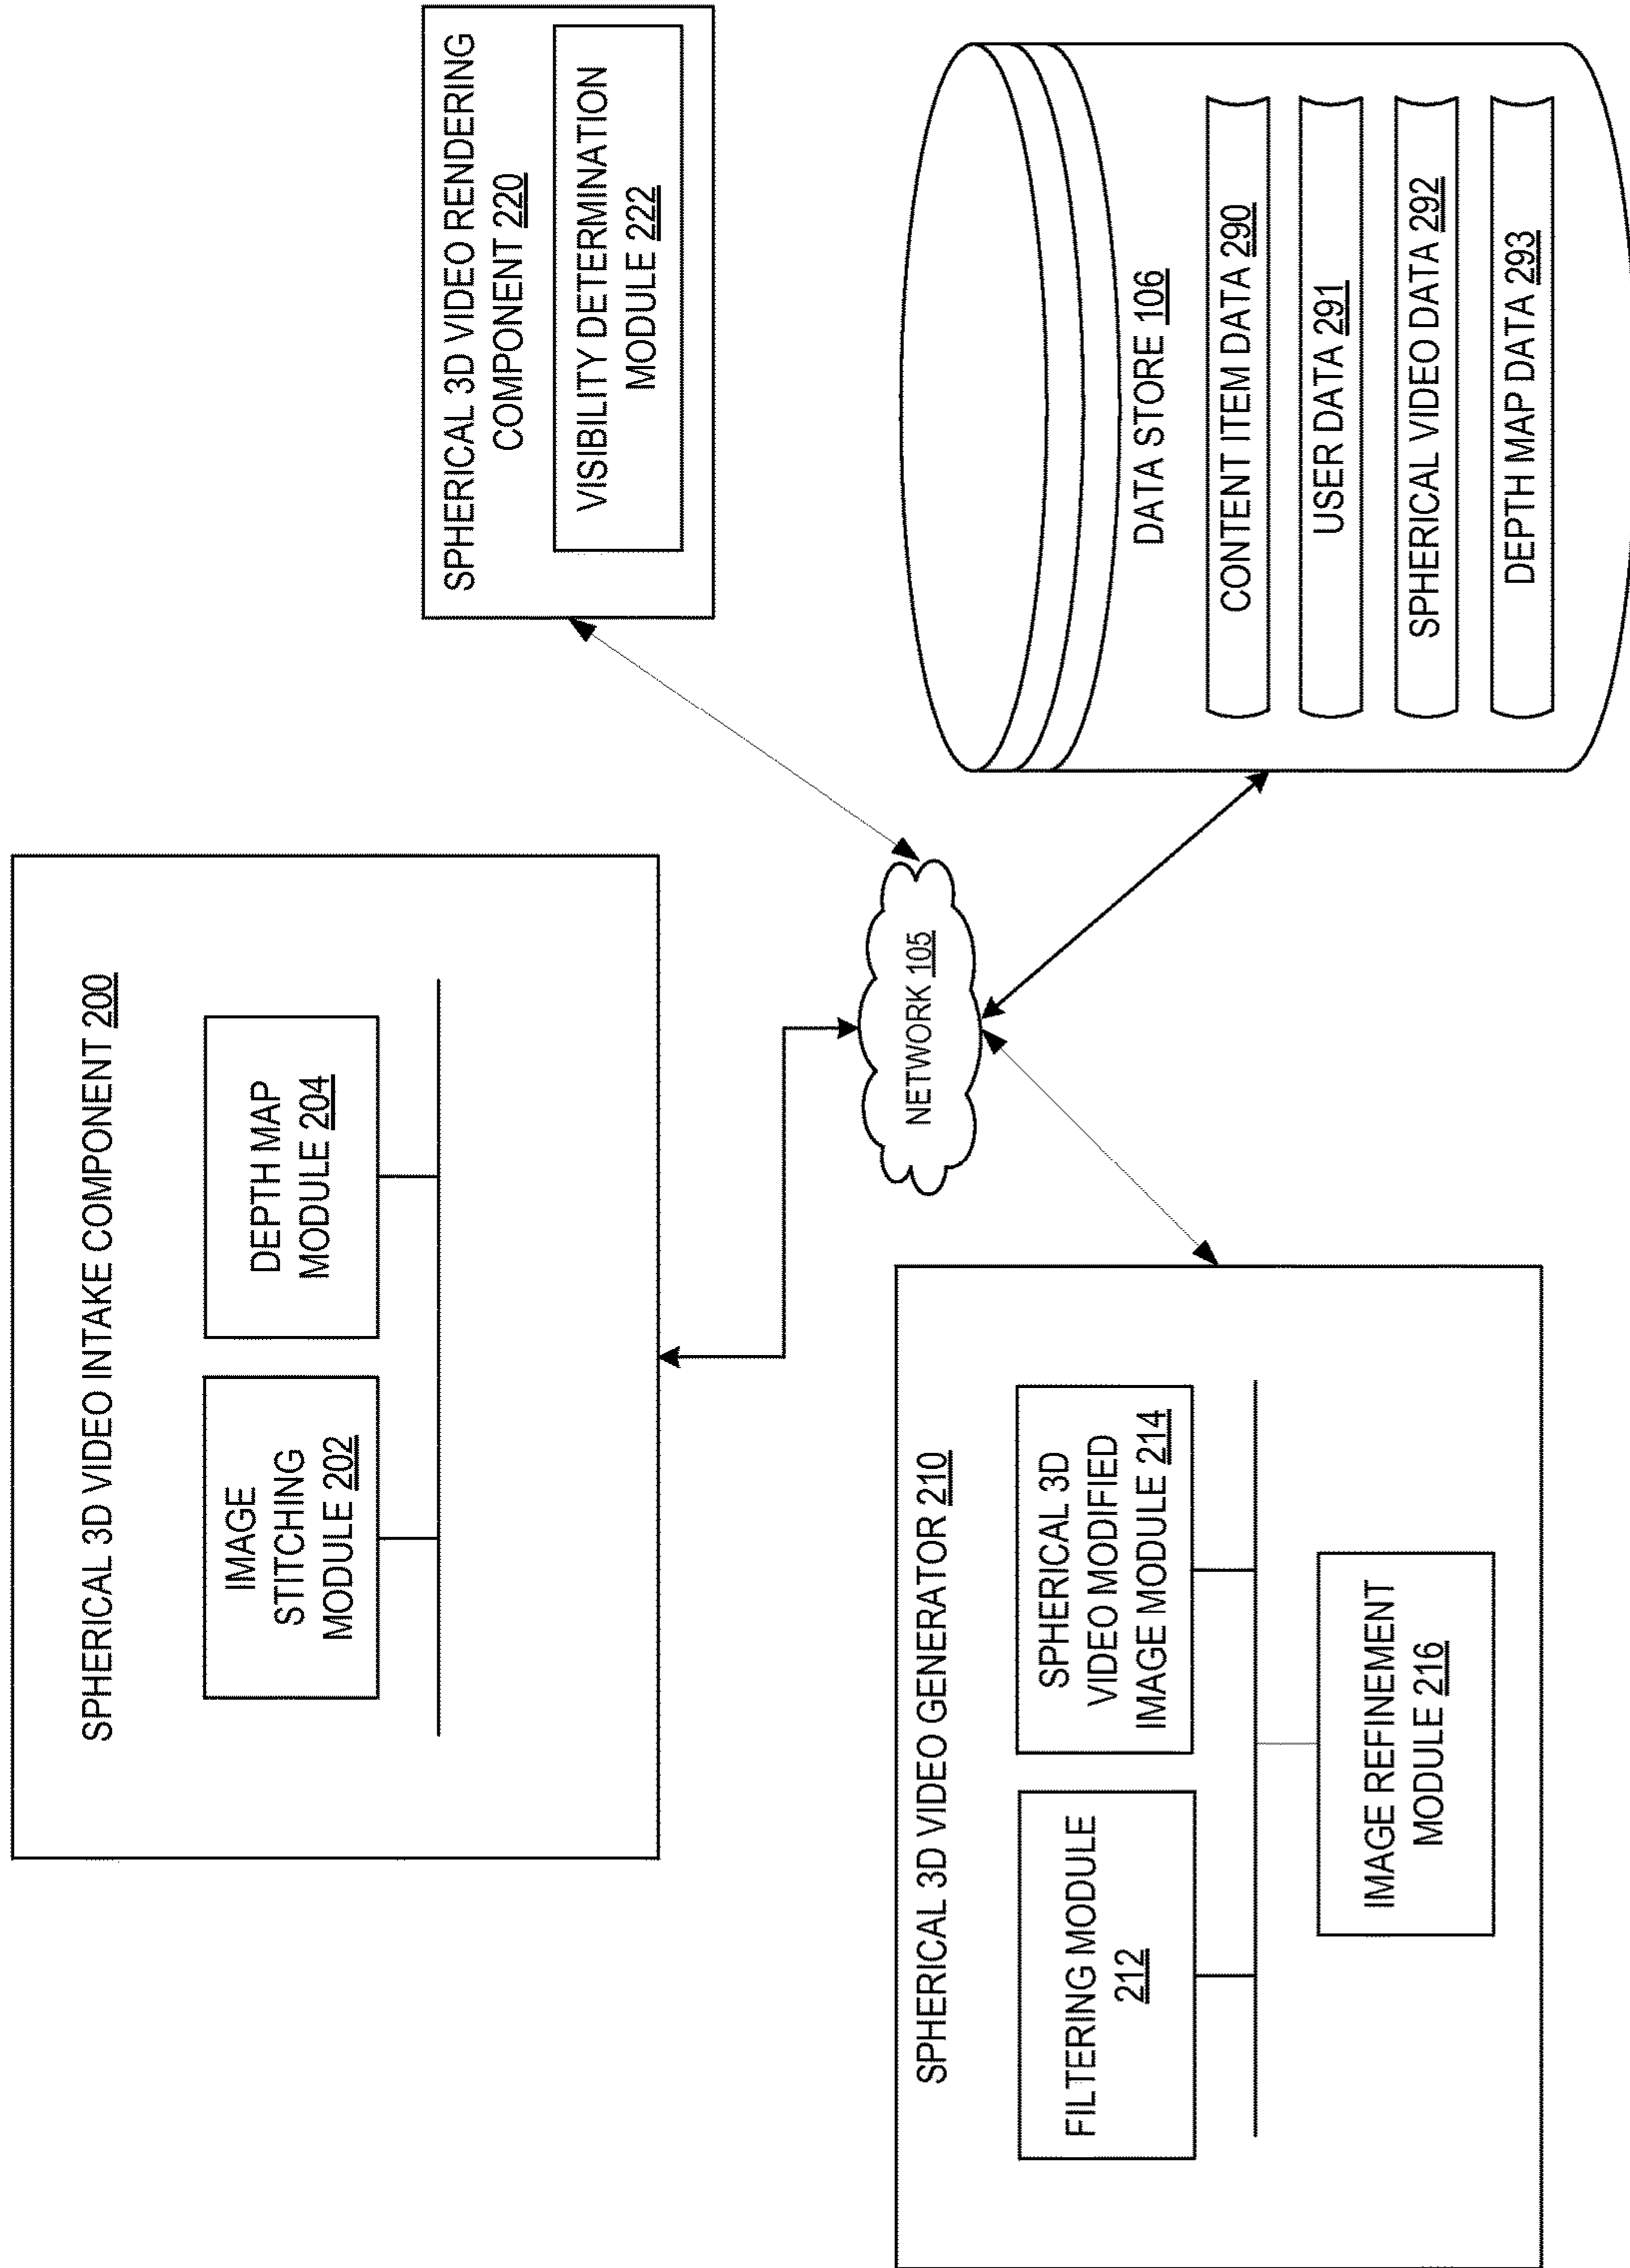 SPHERICAL 3D VIDEO INTAKE COMPONENT 200
IMAGE
STITCHING
MODULE 202
DEPTH MAP
MODULE 204
SPHERICAL 3D VIDEO RENDERING
COMPONENT 220
VISIBILITY DETERMINATION
MODULE 222
NETWORK 105
SPHERICAL 3D VIDEO GENERATOR 210
FILTERING MODULE
212
SPHERICAL 3D
VIDEO MODIFIED
IMAGE MODULE 214
IMAGE REFINEMENT
MODULE 216
DATA STORE 106
CONTENT ITEM DATA 290
USER DATA 291
SPHERICAL VIDEO DATA 292
DEPTH MAP DATA 293